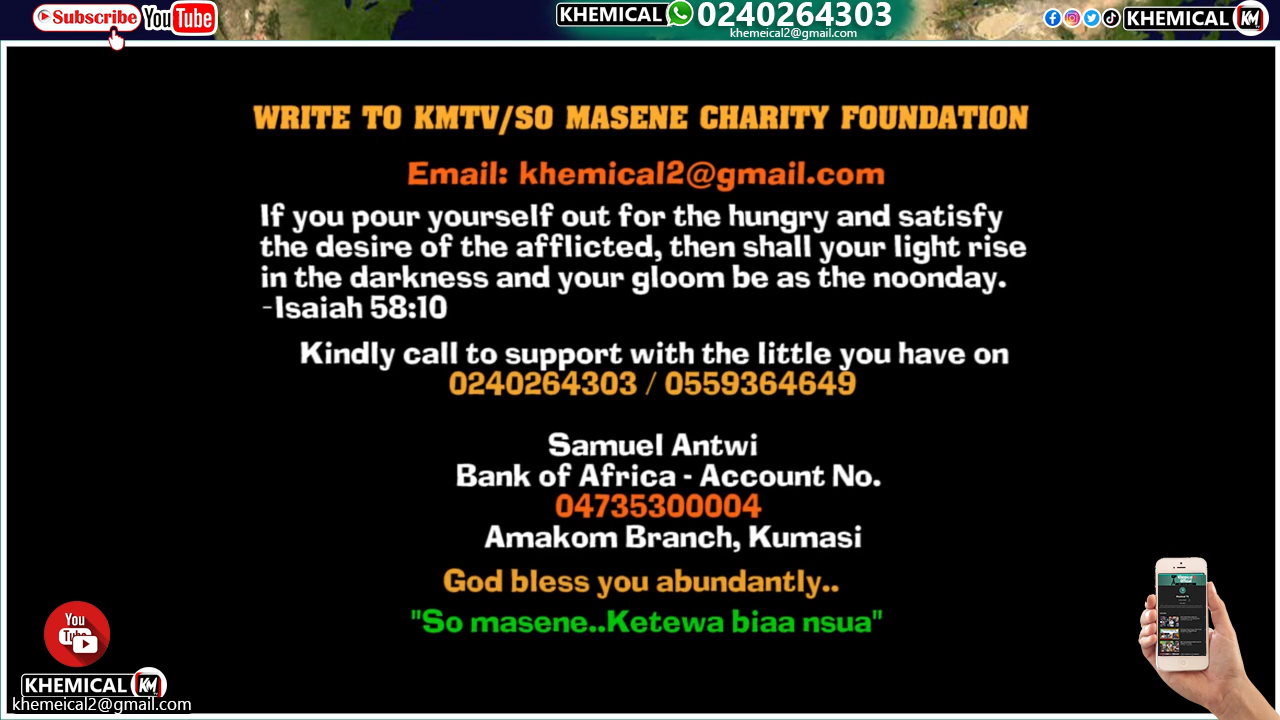 Subscribe YouTube
KHEMICAL 0240264303
khemeical2@gmail.com
KHEMICAL KM
WRITE TO KMTV/SO MASENE CHARITY FOUNDATION
Email: khemical2@gmail.com
If you pour yourself out for the hungry and satisfy
the desire of the afflicted, then shall your light rise
in the darkness and your gloom be as the noonday.
-Isaiah 58:10
Kindly call to support with the little you have on
0240264303 / 0559364649
Samuel Antwi
Bank of Africa - Account No.
04735300004
Amakom Branch, Kumasi
God bless you abundantly..
"So masene..Ketewa biaa nsua"
You
Tube
KHEMICAL KM
khemeical2@gmail.com